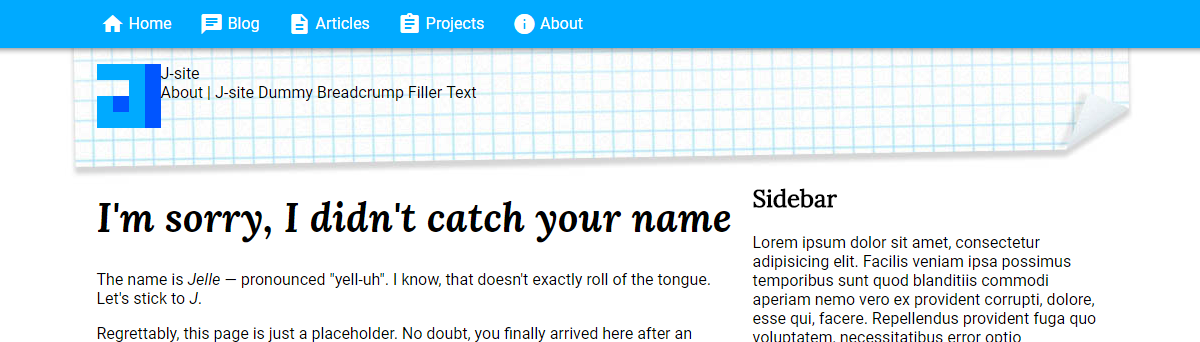 Home Blog Articles Projects About
J-site
About | J-site Dummy Breadcrump Filler Text
I'm sorry, I didn't catch your name
The name is Jelle — pronounced "yell-uh". I know, that doesn't exactly roll of the tongue.
Let's stick to J.
Regrettably, this page is just a placeholder. No doubt, you finally arrived here after an
Sidebar
Lorem ipsum dolor sit amet, consectetur
adipisicing elit. Facilis veniam ipsa possimus
temporibus sunt quod blanditiis commodi
aperiam nemo vero ex provident corrupti, dolore,
esse qui, facere. Repellendus provident fuga quo
voluptatem, necessitatibus error optio